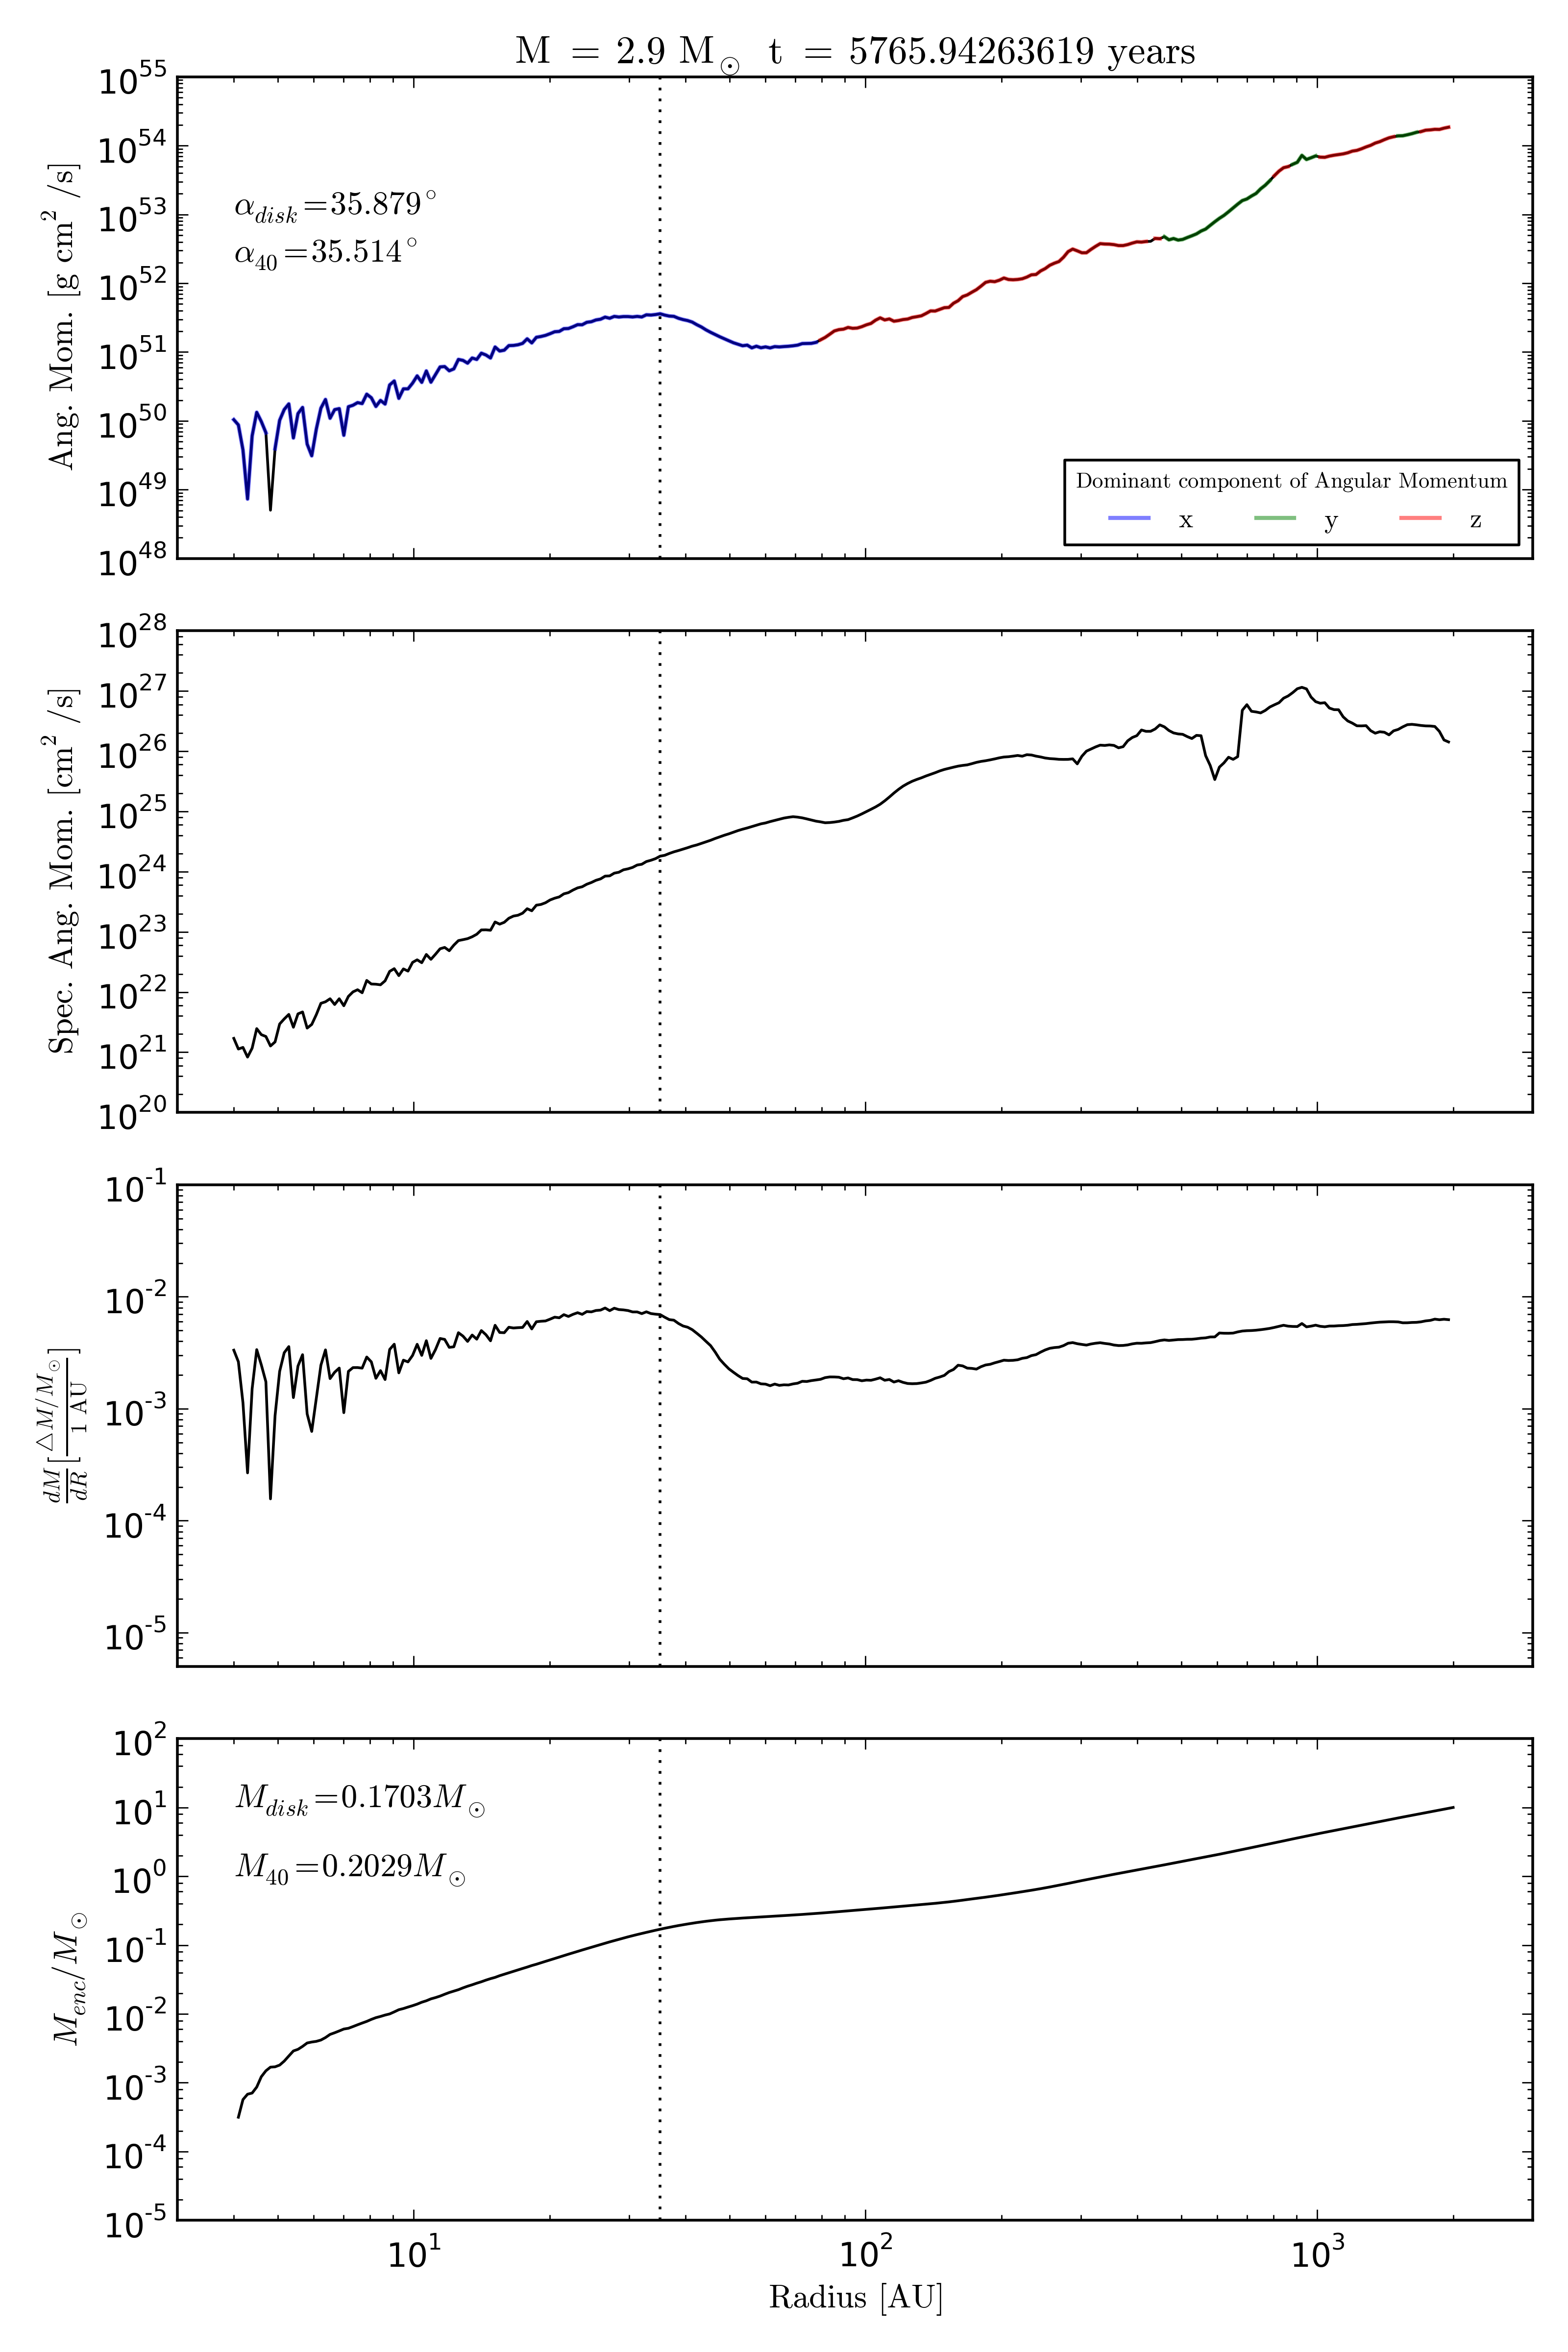 M = 2.9 M⊙ t = 5765.94263619 years
10^55
10^54
10^53
10^52
10^51
10^50
10^49
10^48
Ang. Mom. [g cm^2 /s]
α_disk=35.879°
α_40=35.514°
Dominant component of Angular Momentum
x y z
10^28
10^27
10^26
10^25
10^24
10^23
10^22
10^21
10^20
Spec. Ang. Mom. [cm^2 /s]
10^-1
10^-2
10^-3
10^-4
10^-5
dM/dR [△M/M⊙ / 1 AU]
10^2
10^1
10^0
10^-1
10^-2
10^-3
10^-4
10^-5
M_enc/M⊙
M_disk=0.1703M⊙
M_40=0.2029M⊙
10^1 10^2 10^3
Radius [AU]